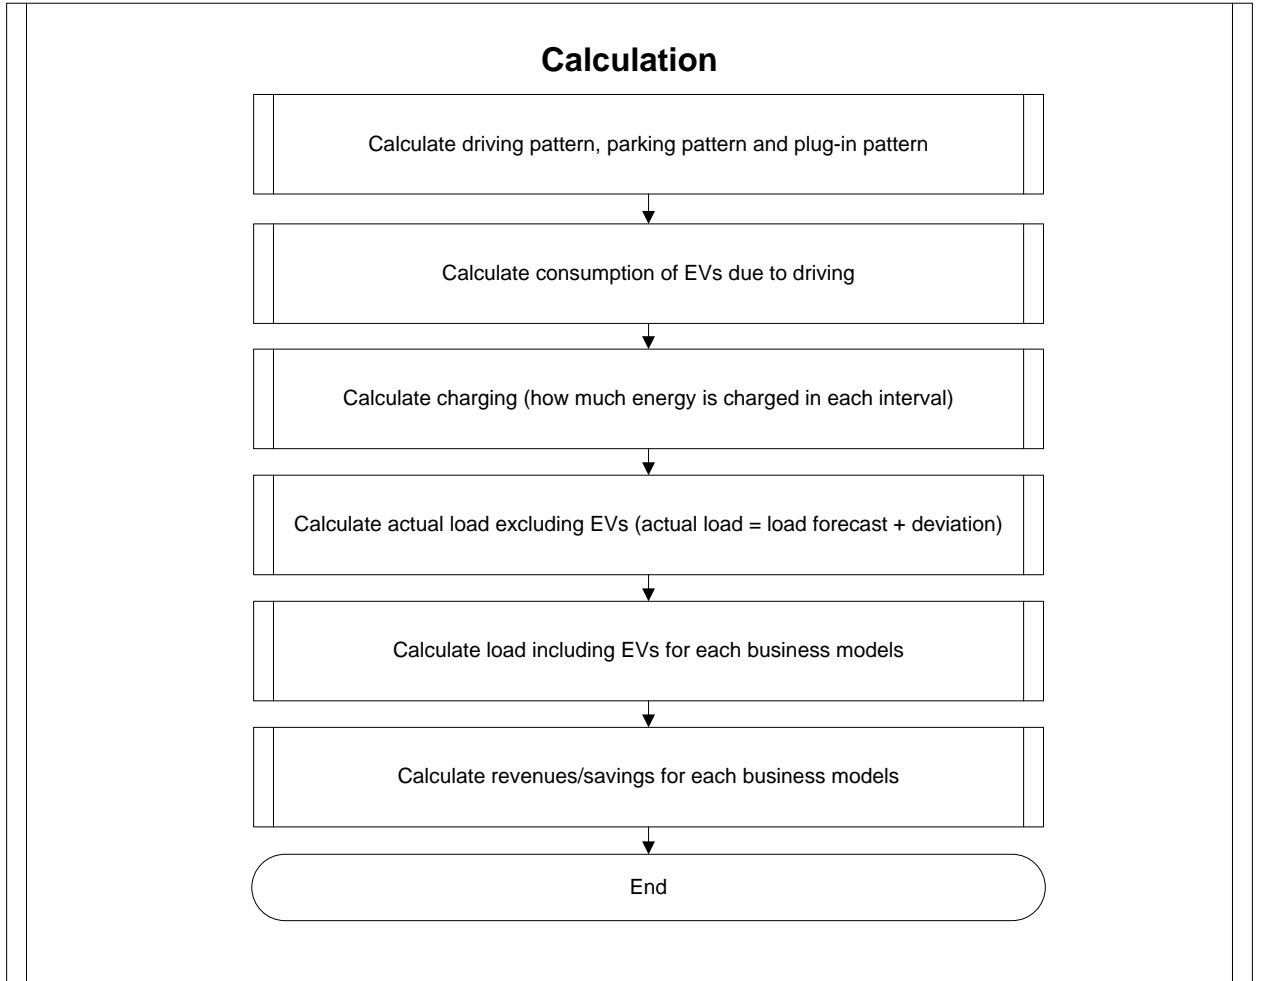 Calculation
Calculate driving pattern, parking pattern and plug-in pattern
Calculate consumption of EVs due to driving
Calculate charging (how much energy is charged in each interval)
Calculate actual load excluding EVs (actual load = load forecast + deviation)
Calculate load including EVs for each business models
Calculate revenues/savings for each business models
End